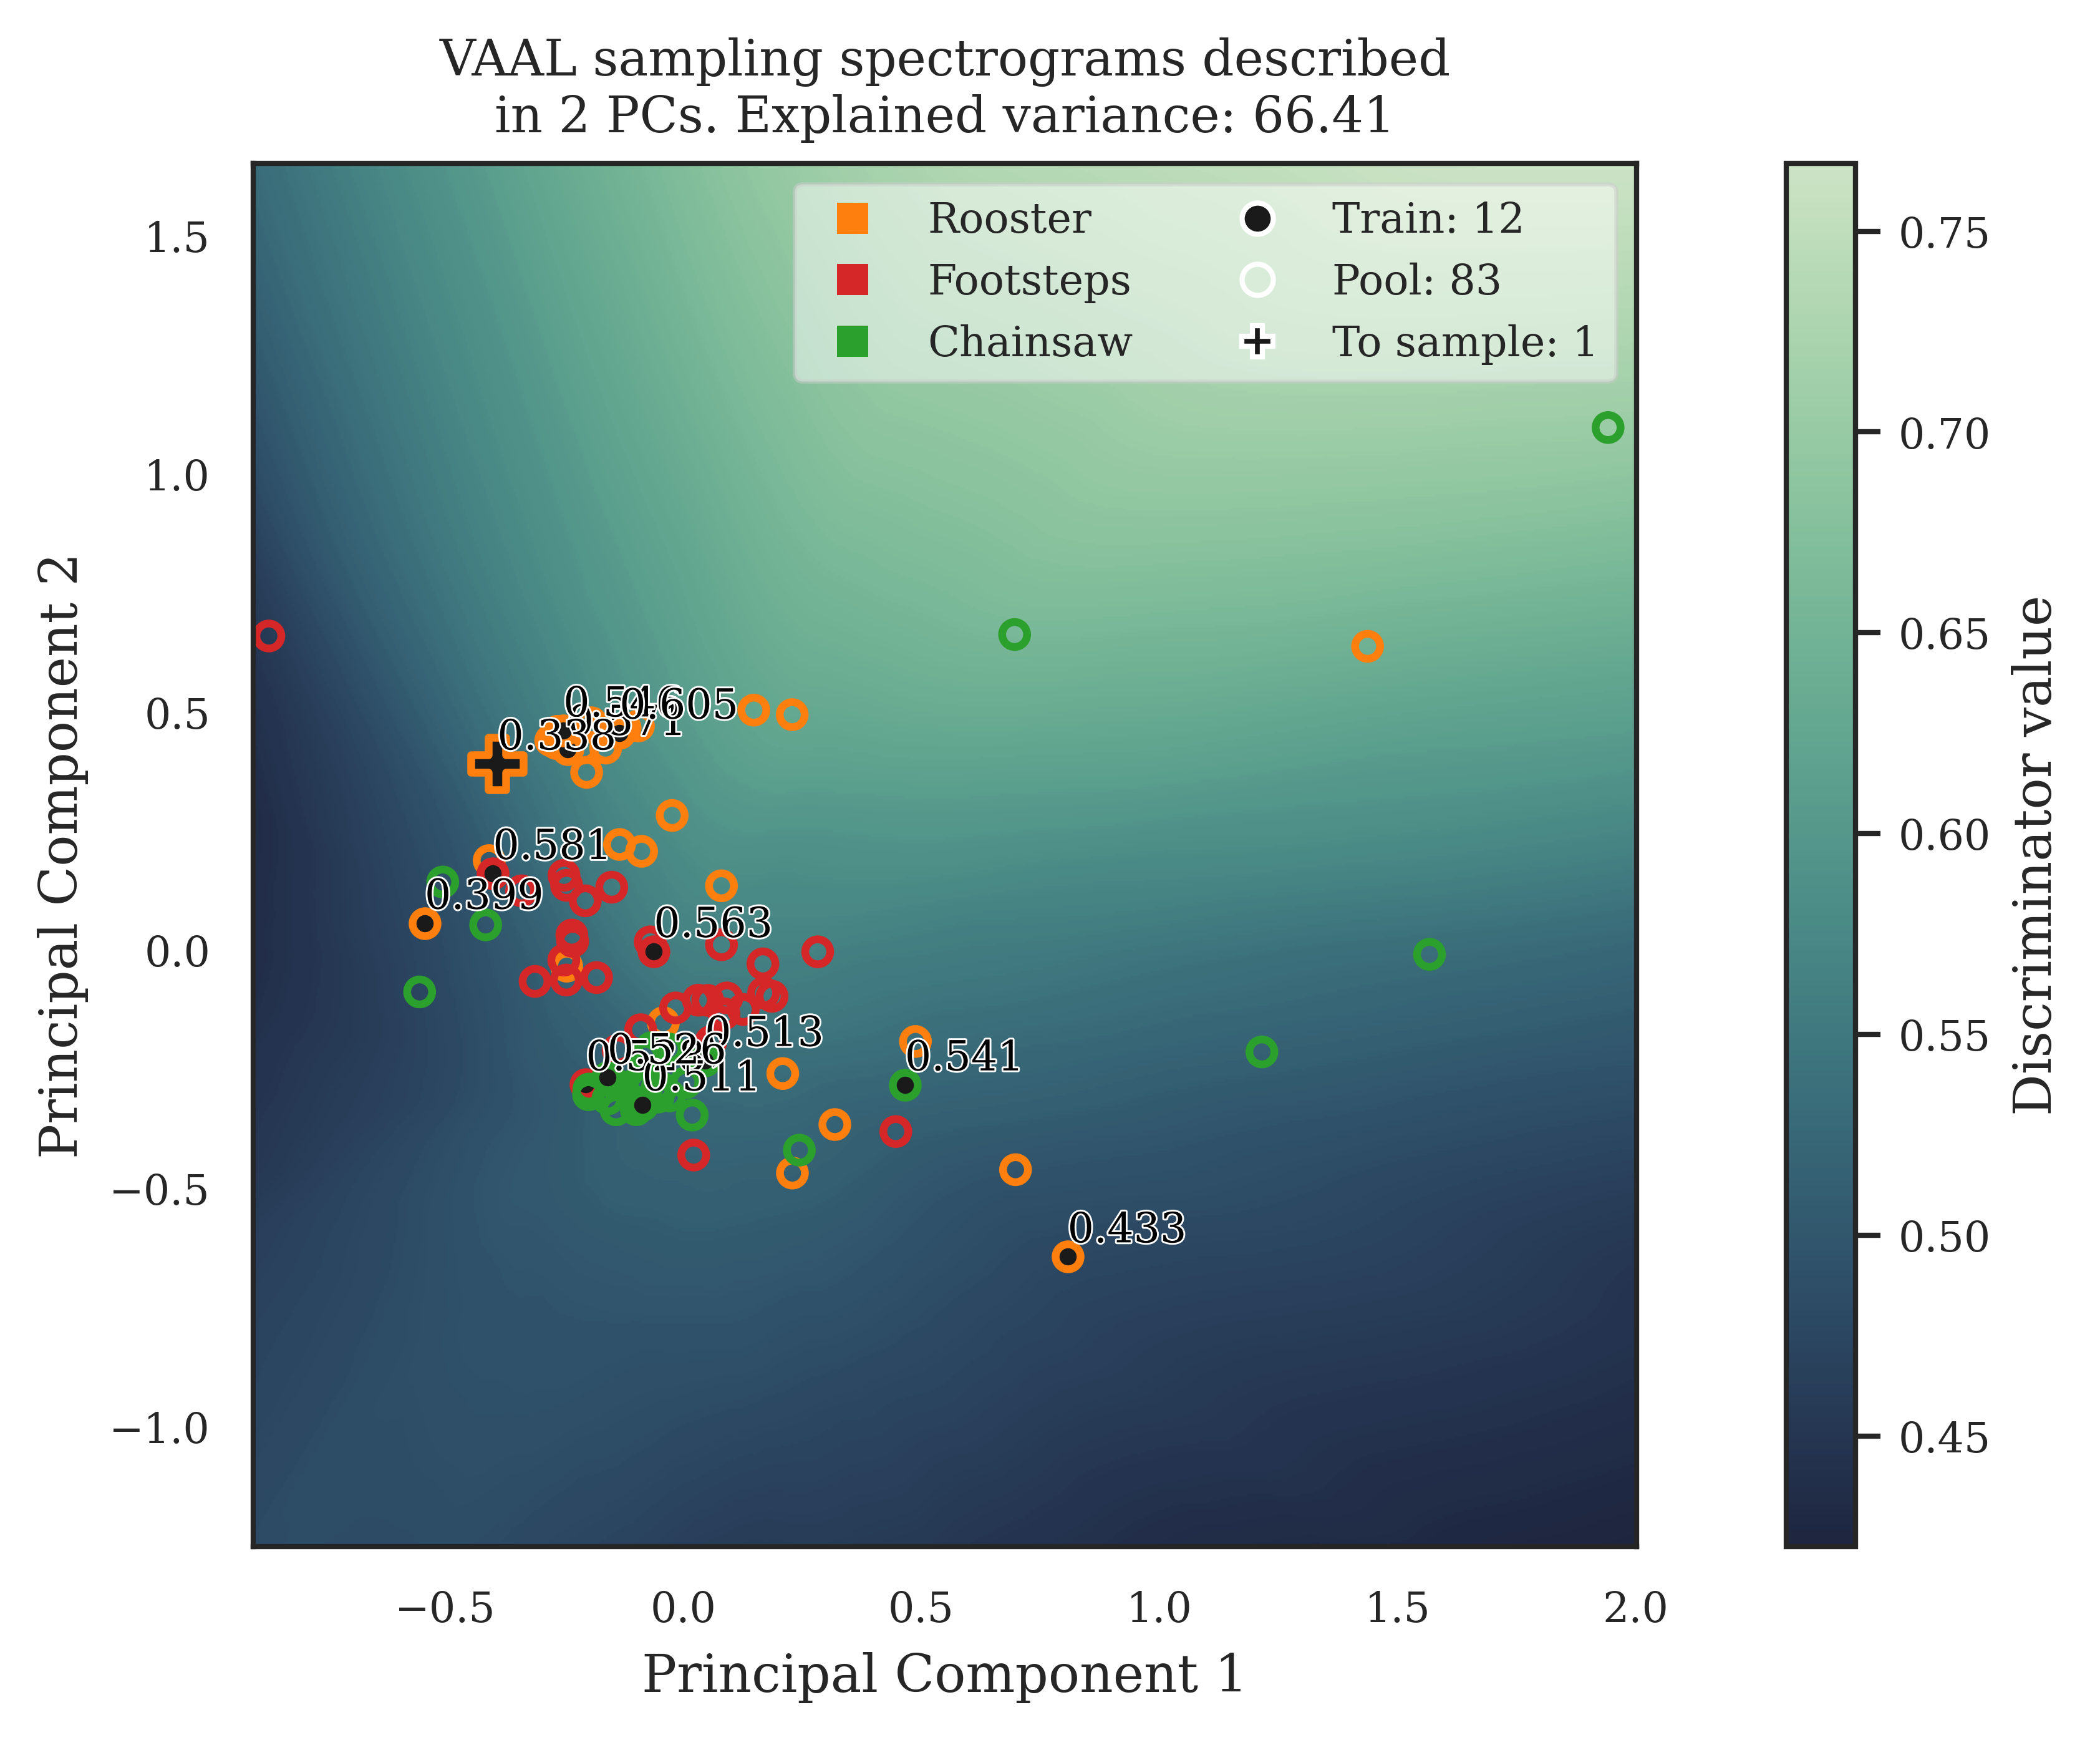 VAAL sampling spectrograms described
in 2 PCs. Explained variance: 66.41
Rooster
Footsteps
Chainsaw
Train: 12
Pool: 83
To sample: 1
1.5
1.0
0.5
0.0
−0.5
−1.0
Principal Component 2
0.605
0.338
0.581
0.399
0.563
0.513
0.526
0.511
0.541
0.433
−0.5
0.0
0.5
1.0
1.5
2.0
Principal Component 1
0.75
0.70
0.65
0.60
0.55
0.50
0.45
Discriminator value